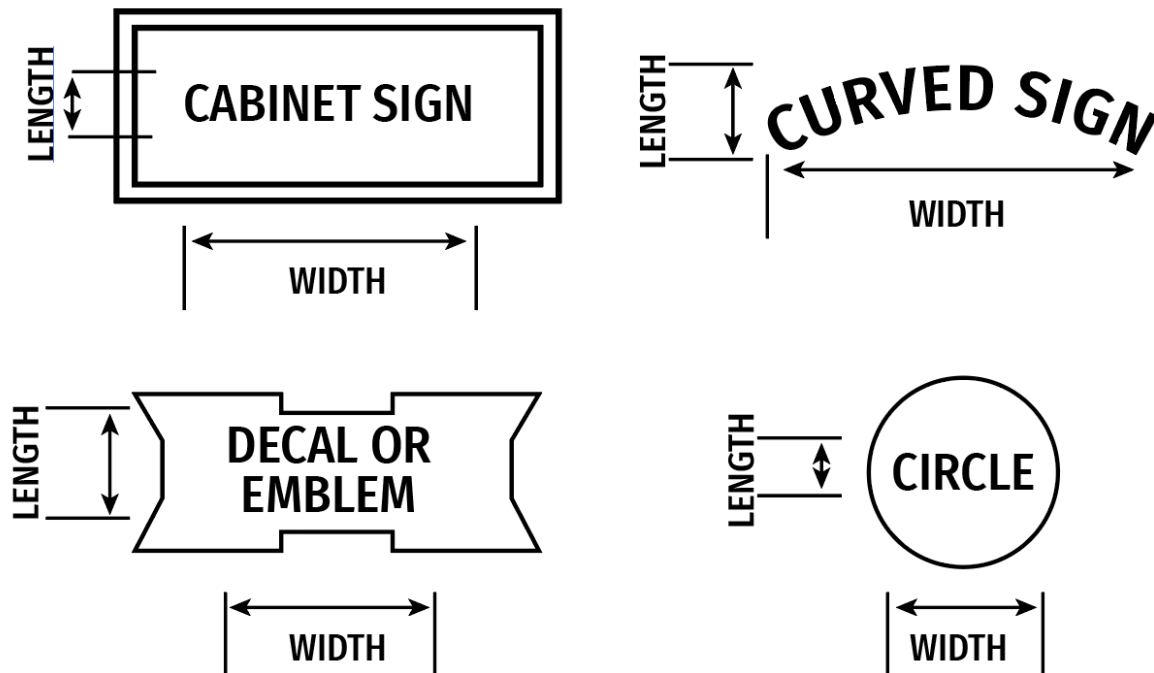 LENGTH
CABINET SIGN
WIDTH
LENGTH
CURVED SIGN
WIDTH
LENGTH
DECAL OR
EMBLEM
WIDTH
LENGTH
CIRCLE
WIDTH